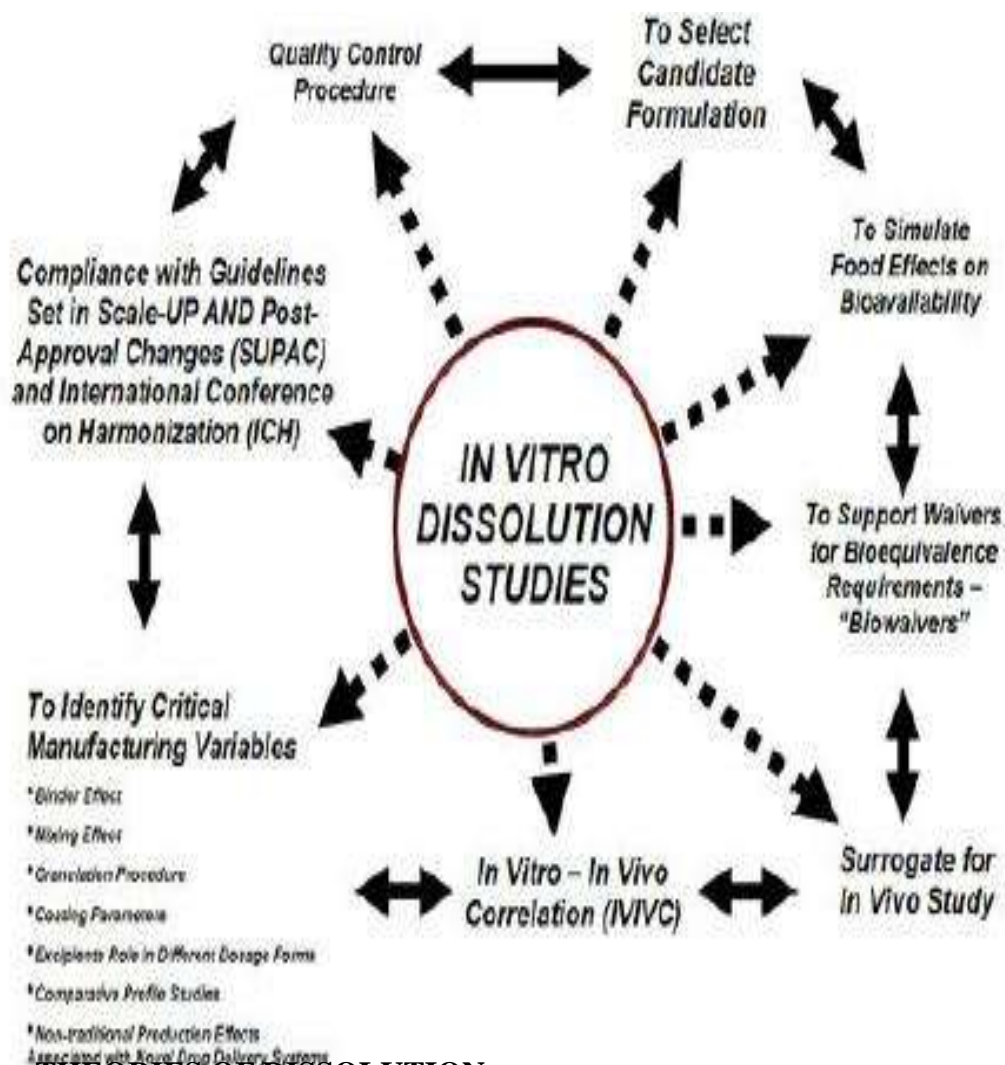 Quality Control
Procedure
To Select
Candidate
Formulation
To Simulate
Food Effects on
Bioavailability
Compliance with Guidelines
Set in Scale-UP AND Post-
Approval Changes (SUPAC)
and International Conference
on Harmonization (ICH)
IN VITRO
DISSOLUTION
STUDIES
To Support Waivers
for Bioequivalence
Requirements –
"Biowaivers"
To Identify Critical
Manufacturing Variables
*Binder Effect
*Mixing Effect
*Granulation Procedure
*Coating Parameters
*Excipients Role in Different Dosage Forms
*Comparative Profile Studies
*Non-traditional Production Effects
Associated with Novel Drug Delivery Systems
In Vitro – In Vivo
Correlation (IVIVC)
Surrogate for
In Vivo Study
THEORIES OF DISSOLUTION